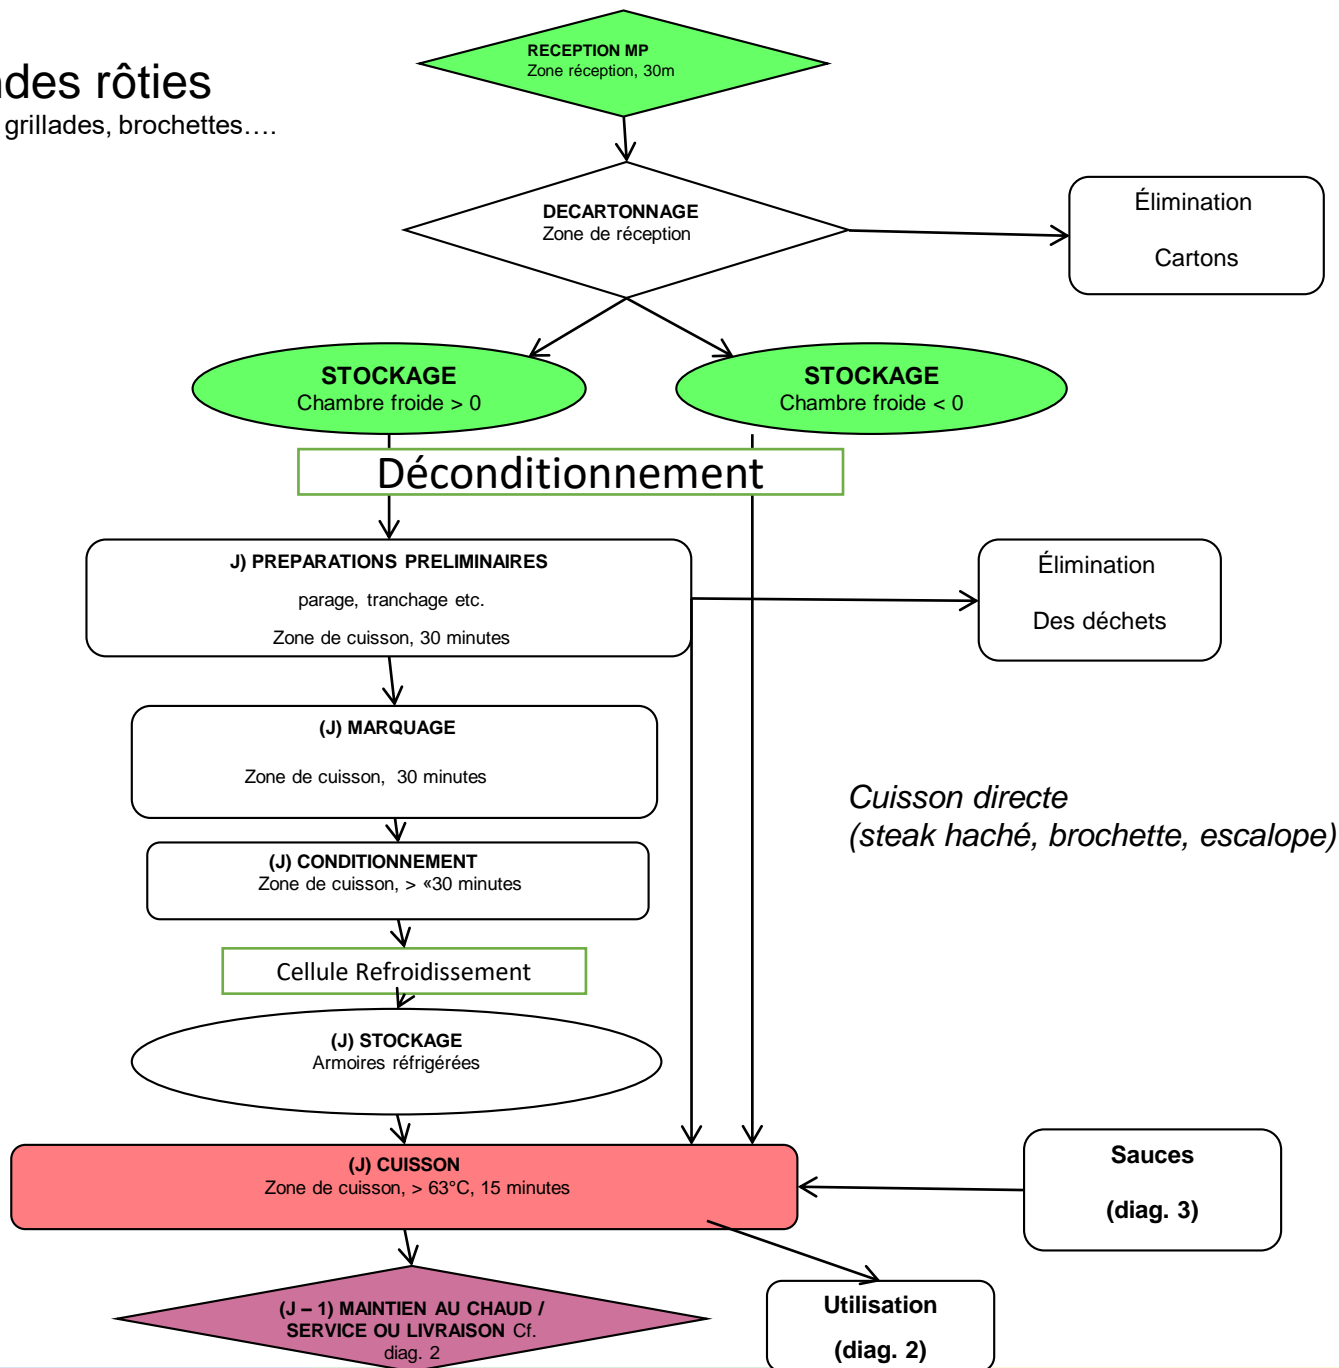 RECEPTION MP
Zone réception, 30m
ndes rôties
grillades, brochettes….
DECARTONNAGE
Zone de réception
Élimination
Cartons
STOCKAGE
Chambre froide > 0
STOCKAGE
Chambre froide < 0
Déconditionnement
J) PREPARATIONS PRELIMINAIRES
parage, tranchage etc.
Zone de cuisson, 30 minutes
Élimination
Des déchets
(J) MARQUAGE
Zone de cuisson, 30 minutes
Cuisson directe
(steak haché, brochette, escalope)
(J) CONDITIONNEMENT
Zone de cuisson, > «30 minutes
Cellule Refroidissement
(J) STOCKAGE
Armoires réfrigérées
(J) CUISSON
Zone de cuisson, > 63°C, 15 minutes
Sauces
(diag. 3)
(J – 1) MAINTIEN AU CHAUD /
SERVICE OU LIVRAISON Cf.
diag. 2
Utilisation
(diag. 2)